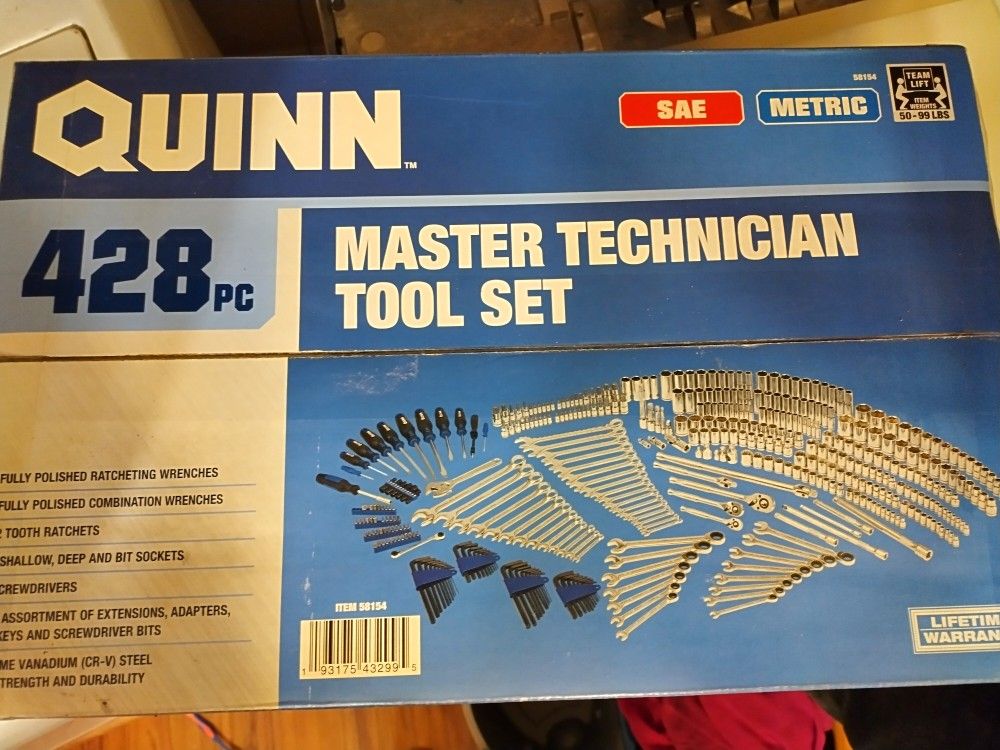 QUINN™
58154
SAE
METRIC
TEAM
LIFT
ITEM
WEIGHTS
50-99 LBS
428PC
MASTER TECHNICIAN
TOOL SET
FULLY POLISHED RATCHETING WRENCHES
FULLY POLISHED COMBINATION WRENCHES
2 TOOTH RATCHETS
SHALLOW, DEEP AND BIT SOCKETS
CREWDRIVERS
ASSORTMENT OF EXTENSIONS, ADAPTERS,
KEYS AND SCREWDRIVER BITS
ME VANADIUM (CR-V) STEEL
TRENGTH AND DURABILITY
ITEM 58154
1 93175 43299 5
LIFETIM
WARRAN